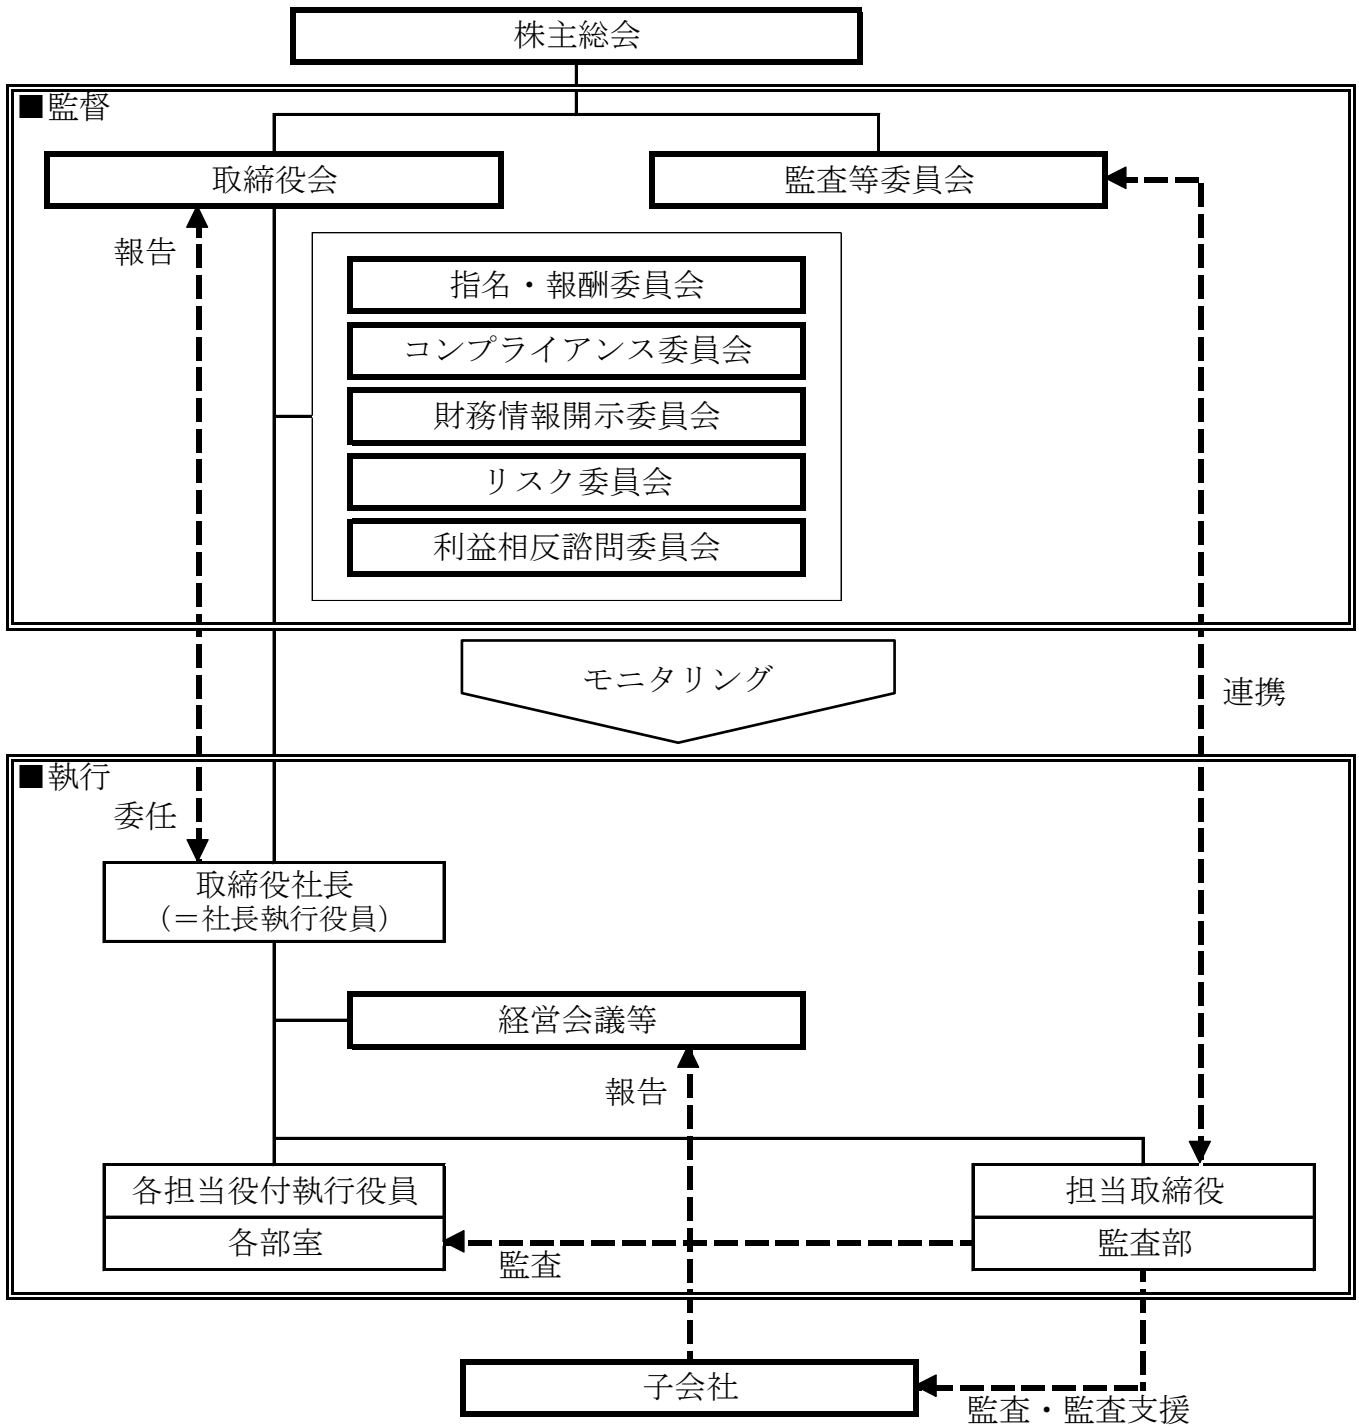 株主総会
■監督
取締役会
監査等委員会
報告
指名・報酬委員会
コンプライアンス委員会
財務情報開示委員会
リスク委員会
利益相反諮問委員会
モニタリング
連携
■執行
委任
取締役社長
（＝社長執行役員）
経営会議等
報告
各担当役付執行役員
担当取締役
各部室
監査部
監査
子会社
監査・監査支援